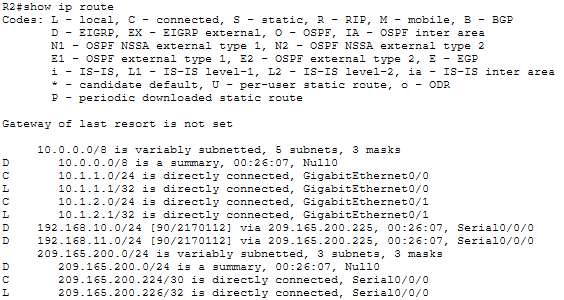 R2#show ip route
Codes: L - local, C - connected, S - static, R - RIP, M - mobile, B - BGP
       D - EIGRP, EX - EIGRP external, O - OSPF, IA - OSPF inter area
       N1 - OSPF NSSA external type 1, N2 - OSPF NSSA external type 2
       E1 - OSPF external type 1, E2 - OSPF external type 2, E - EGP
       i - IS-IS, L1 - IS-IS level-1, L2 - IS-IS level-2, ia - IS-IS inter area
       * - candidate default, U - per-user static route, o - ODR
       P - periodic downloaded static route

Gateway of last resort is not set

     10.0.0.0/8 is variably subnetted, 5 subnets, 3 masks
D       10.0.0.0/8 is a summary, 00:26:07, Null0
C       10.1.1.0/24 is directly connected, GigabitEthernet0/0
L       10.1.1.1/32 is directly connected, GigabitEthernet0/0
C       10.1.2.0/24 is directly connected, GigabitEthernet0/1
L       10.1.2.1/32 is directly connected, GigabitEthernet0/1
D    192.168.10.0/24 [90/2170112] via 209.165.200.225, 00:26:07, Serial0/0/0
D    192.168.11.0/24 [90/2170112] via 209.165.200.225, 00:26:07, Serial0/0/0
     209.165.200.0/24 is variably subnetted, 3 subnets, 3 masks
D       209.165.200.0/24 is a summary, 00:26:07, Null0
C       209.165.200.224/30 is directly connected, Serial0/0/0
L       209.165.200.226/32 is directly connected, Serial0/0/0